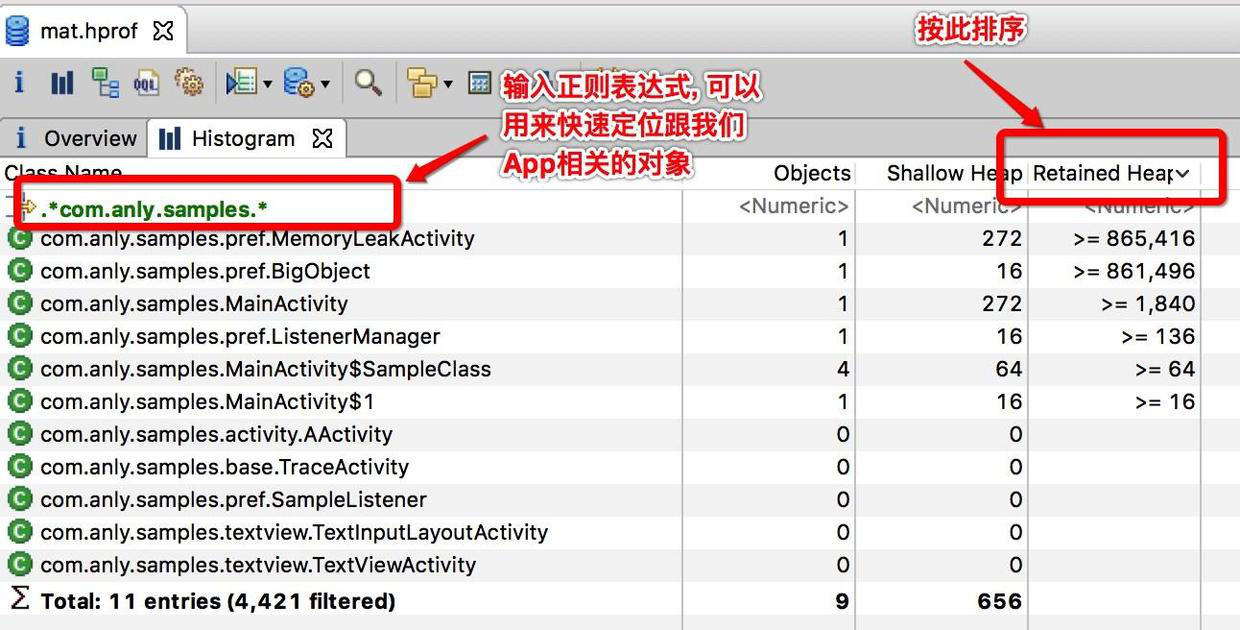 mat.hprof
按此排序
OQL
输入正则表达式, 可以
用来快速定位跟我们
App相关的对象
Overview
Histogram
Class Name Objects Shallow Heap Retained Heap
.*com.anly.samples.* <Numeric> <Numeric> <Numeric>
com.anly.samples.pref.MemoryLeakActivity 1 272 >= 865,416
com.anly.samples.pref.BigObject 1 16 >= 861,496
com.anly.samples.MainActivity 1 272 >= 1,840
com.anly.samples.pref.ListenerManager 1 16 >= 136
com.anly.samples.MainActivity$SampleClass 4 64 >= 64
com.anly.samples.MainActivity$1 1 16 >= 16
com.anly.samples.activity.AActivity 0 0
com.anly.samples.base.TraceActivity 0 0
com.anly.samples.pref.SampleListener 0 0
com.anly.samples.textview.TextInputLayoutActivity 0 0
com.anly.samples.textview.TextViewActivity 0 0
Σ Total: 11 entries (4,421 filtered) 9 656